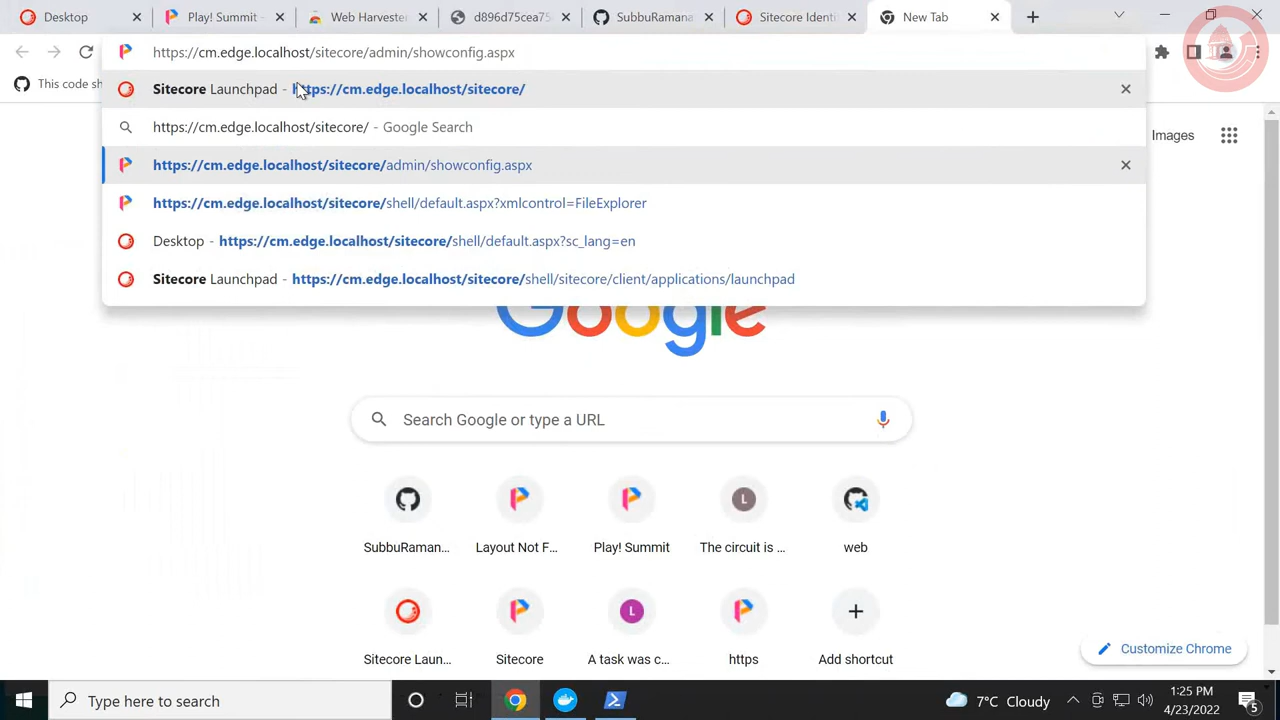 Desktop
Play! Summit -
Web Harveste
d896d75cea75
SubbuRamana
Sitecore Identi
New Tab
https://cm.edge.localhost/sitecore/admin/showconfig.aspx
This code sh
Sitecore Launchpad - https://cm.edge.localhost/sitecore/
https://cm.edge.localhost/sitecore/ - Google Search
Images
https://cm.edge.localhost/sitecore/admin/showconfig.aspx
https://cm.edge.localhost/sitecore/shell/default.aspx?xmlcontrol=FileExplorer
Desktop - https://cm.edge.localhost/sitecore/shell/default.aspx?sc_lang=en
Sitecore Launchpad - https://cm.edge.localhost/sitecore/shell/sitecore/client/applications/launchpad
Google
Search Google or type a URL
L
SubbuRaman...
Layout Not F...
Play! Summit
The circuit is ...
web
L
Sitecore Laun...
Sitecore
A task was c...
https
Add shortcut
Customize Chrome
Type here to search
7°C Cloudy
1:25 PM
4/23/2022
5